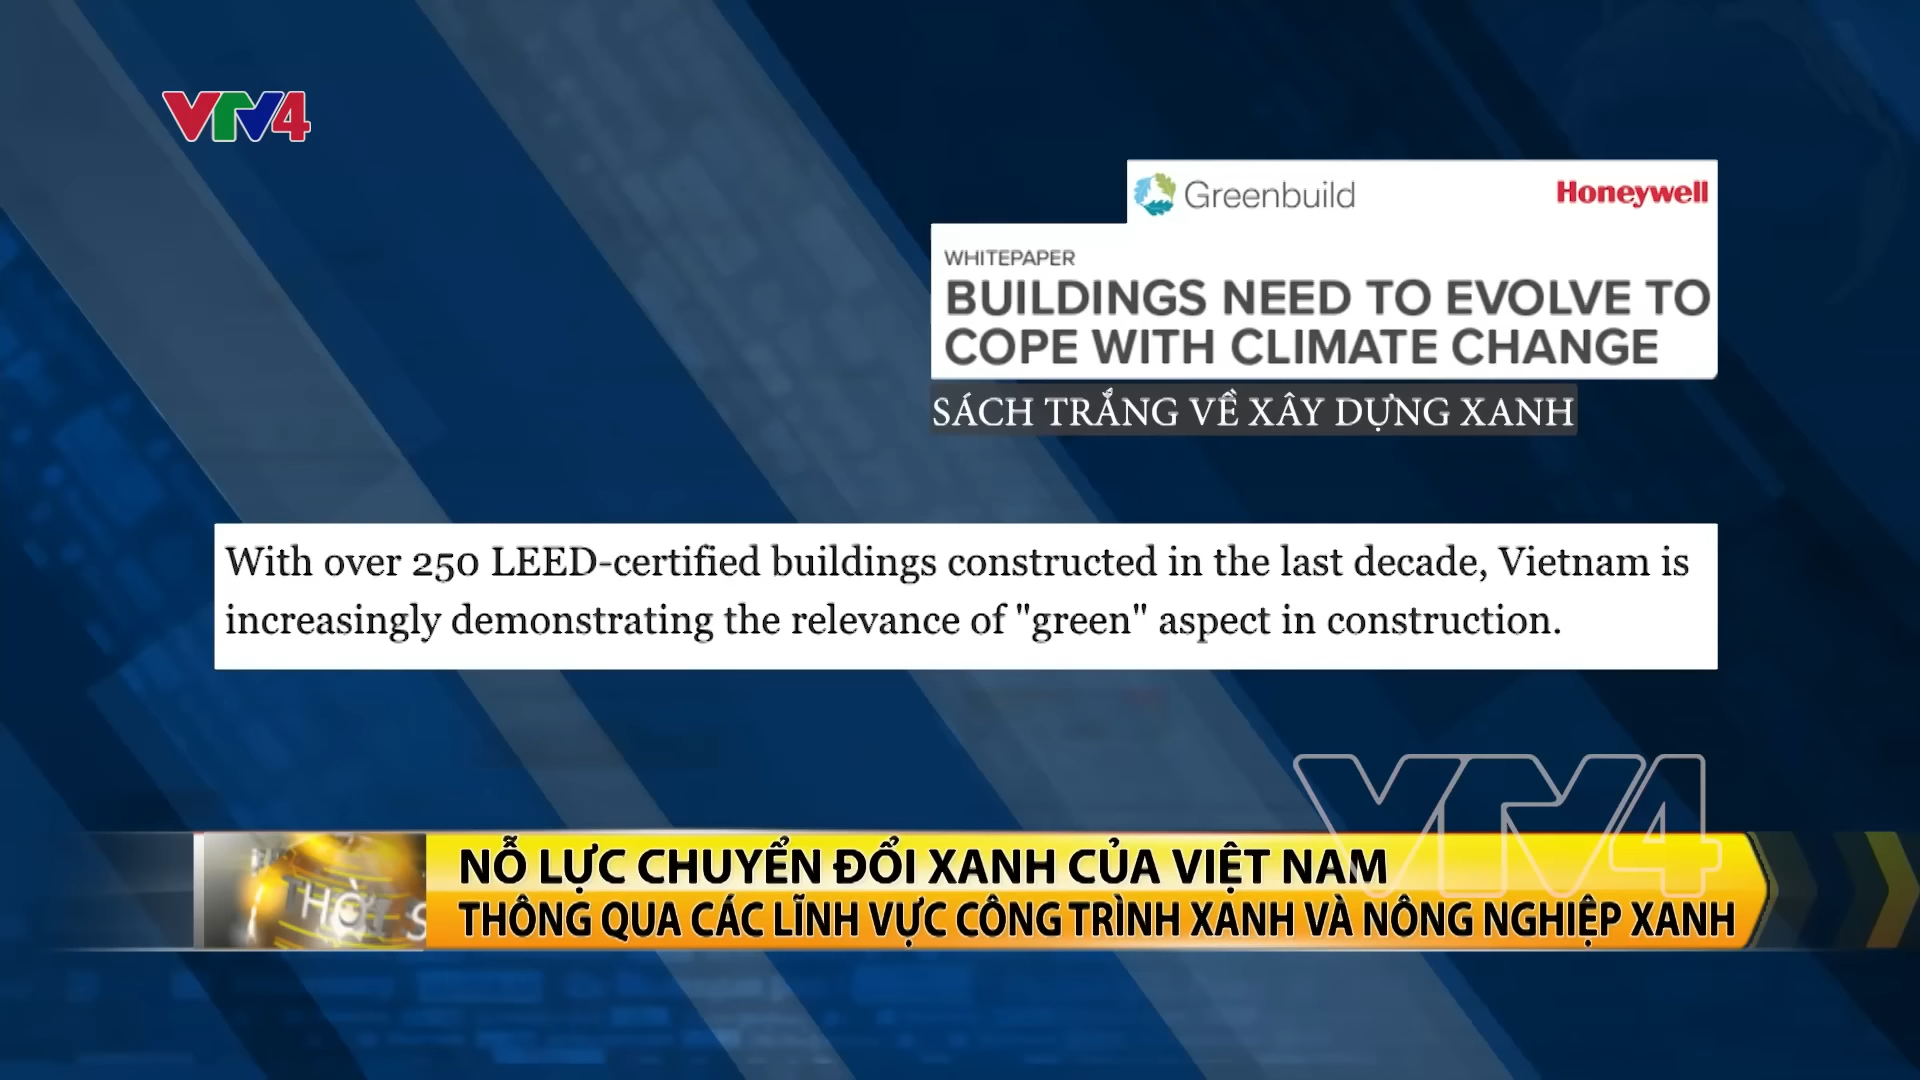 VTV4
Greenbuild
Honeywell
WHITEPAPER
BUILDINGS NEED TO EVOLVE TO
COPE WITH CLIMATE CHANGE
SÁCH TRẮNG VỀ XÂY DỰNG XANH
With over 250 LEED-certified buildings constructed in the last decade, Vietnam is
increasingly demonstrating the relevance of "green" aspect in construction.
VTV4
THỜI S
NỖ LỰC CHUYỂN ĐỔI XANH CỦA VIỆT NAM
THÔNG QUA CÁC LĨNH VỰC CÔNG TRÌNH XANH VÀ NÔNG NGHIỆP XANH